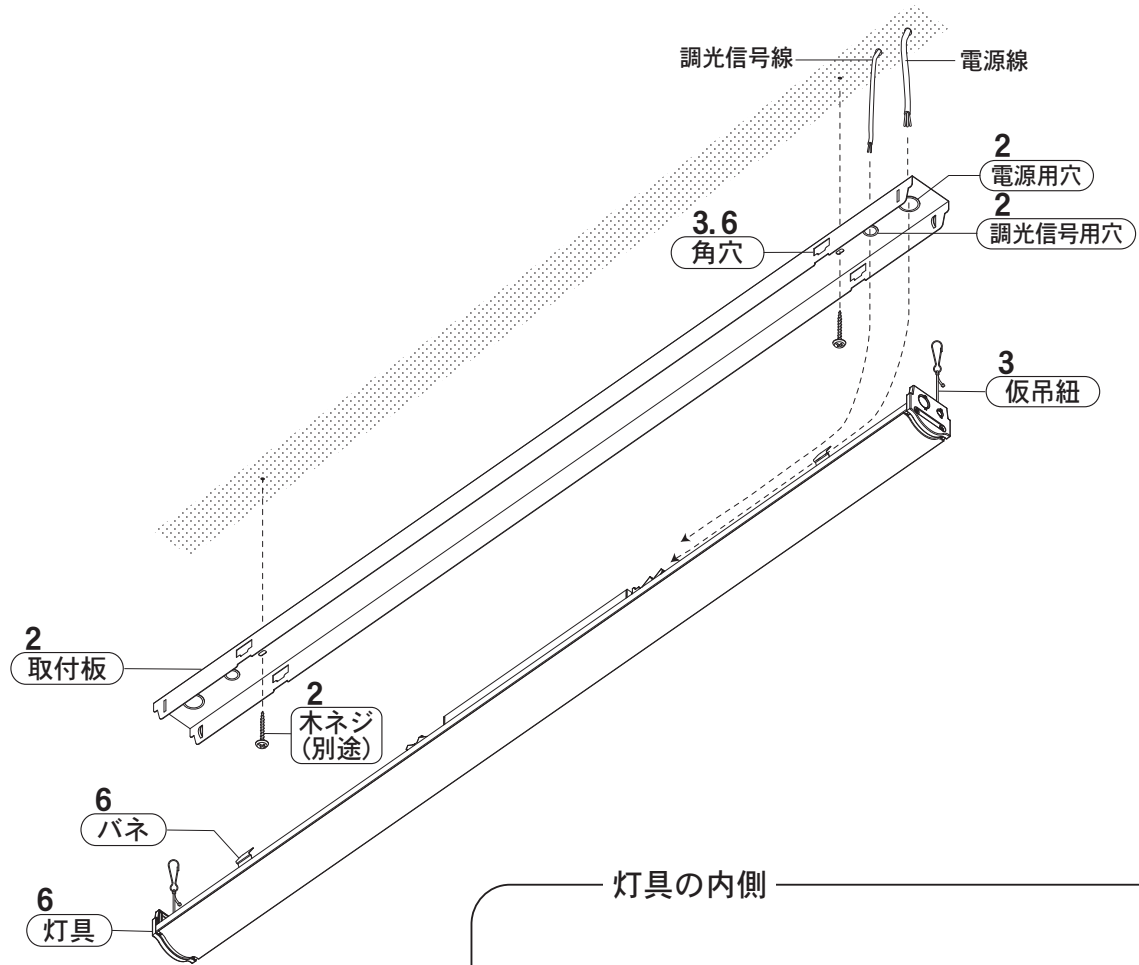 調光信号線
電源線
2
電源用穴
2
調光信号用穴
3.6
角穴
3
仮吊紐
2
取付板
2
木ネジ
(別途)
6
バネ
6
灯具
灯具の内側